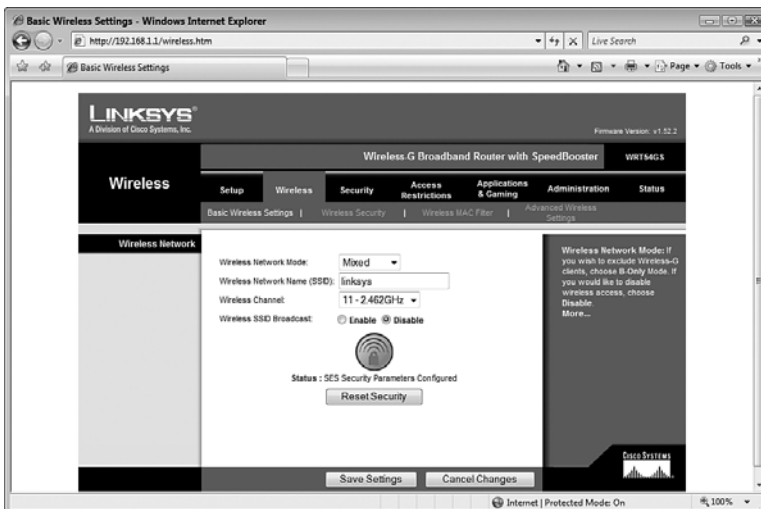 Basic Wireless Settings - Windows Internet Explorer
http://192.168.1.1/wireless.htm
Live Search
Basic Wireless Settings
Page
Tools
LINKSYS®
A Division of Cisco Systems, Inc.
Firmware Version: v1.52.2
Wireless-G Broadband Router with SpeedBooster
WRT54GS
Wireless
Setup
Wireless
Security
Access Restrictions
Applications & Gaming
Administration
Status
Basic Wireless Settings |
Wireless Security |
Wireless MAC Filter |
Advanced Wireless Settings
Wireless Network
Wireless Network Mode: Mixed
Wireless Network Name (SSID): linksys
Wireless Channel: 11 - 2.462GHz
Wireless SSID Broadcast: Enable Disable
Status : SES Security Parameters Configured
Reset Security
Wireless Network Mode: If
you wish to exclude Wireless-G
clients, choose B-Only Mode. If
you would like to
disable
wireless access, choose
Disable.
More...
CISCO SYSTEMS
Save Settings
Cancel Changes
Internet | Protected Mode: On
100%